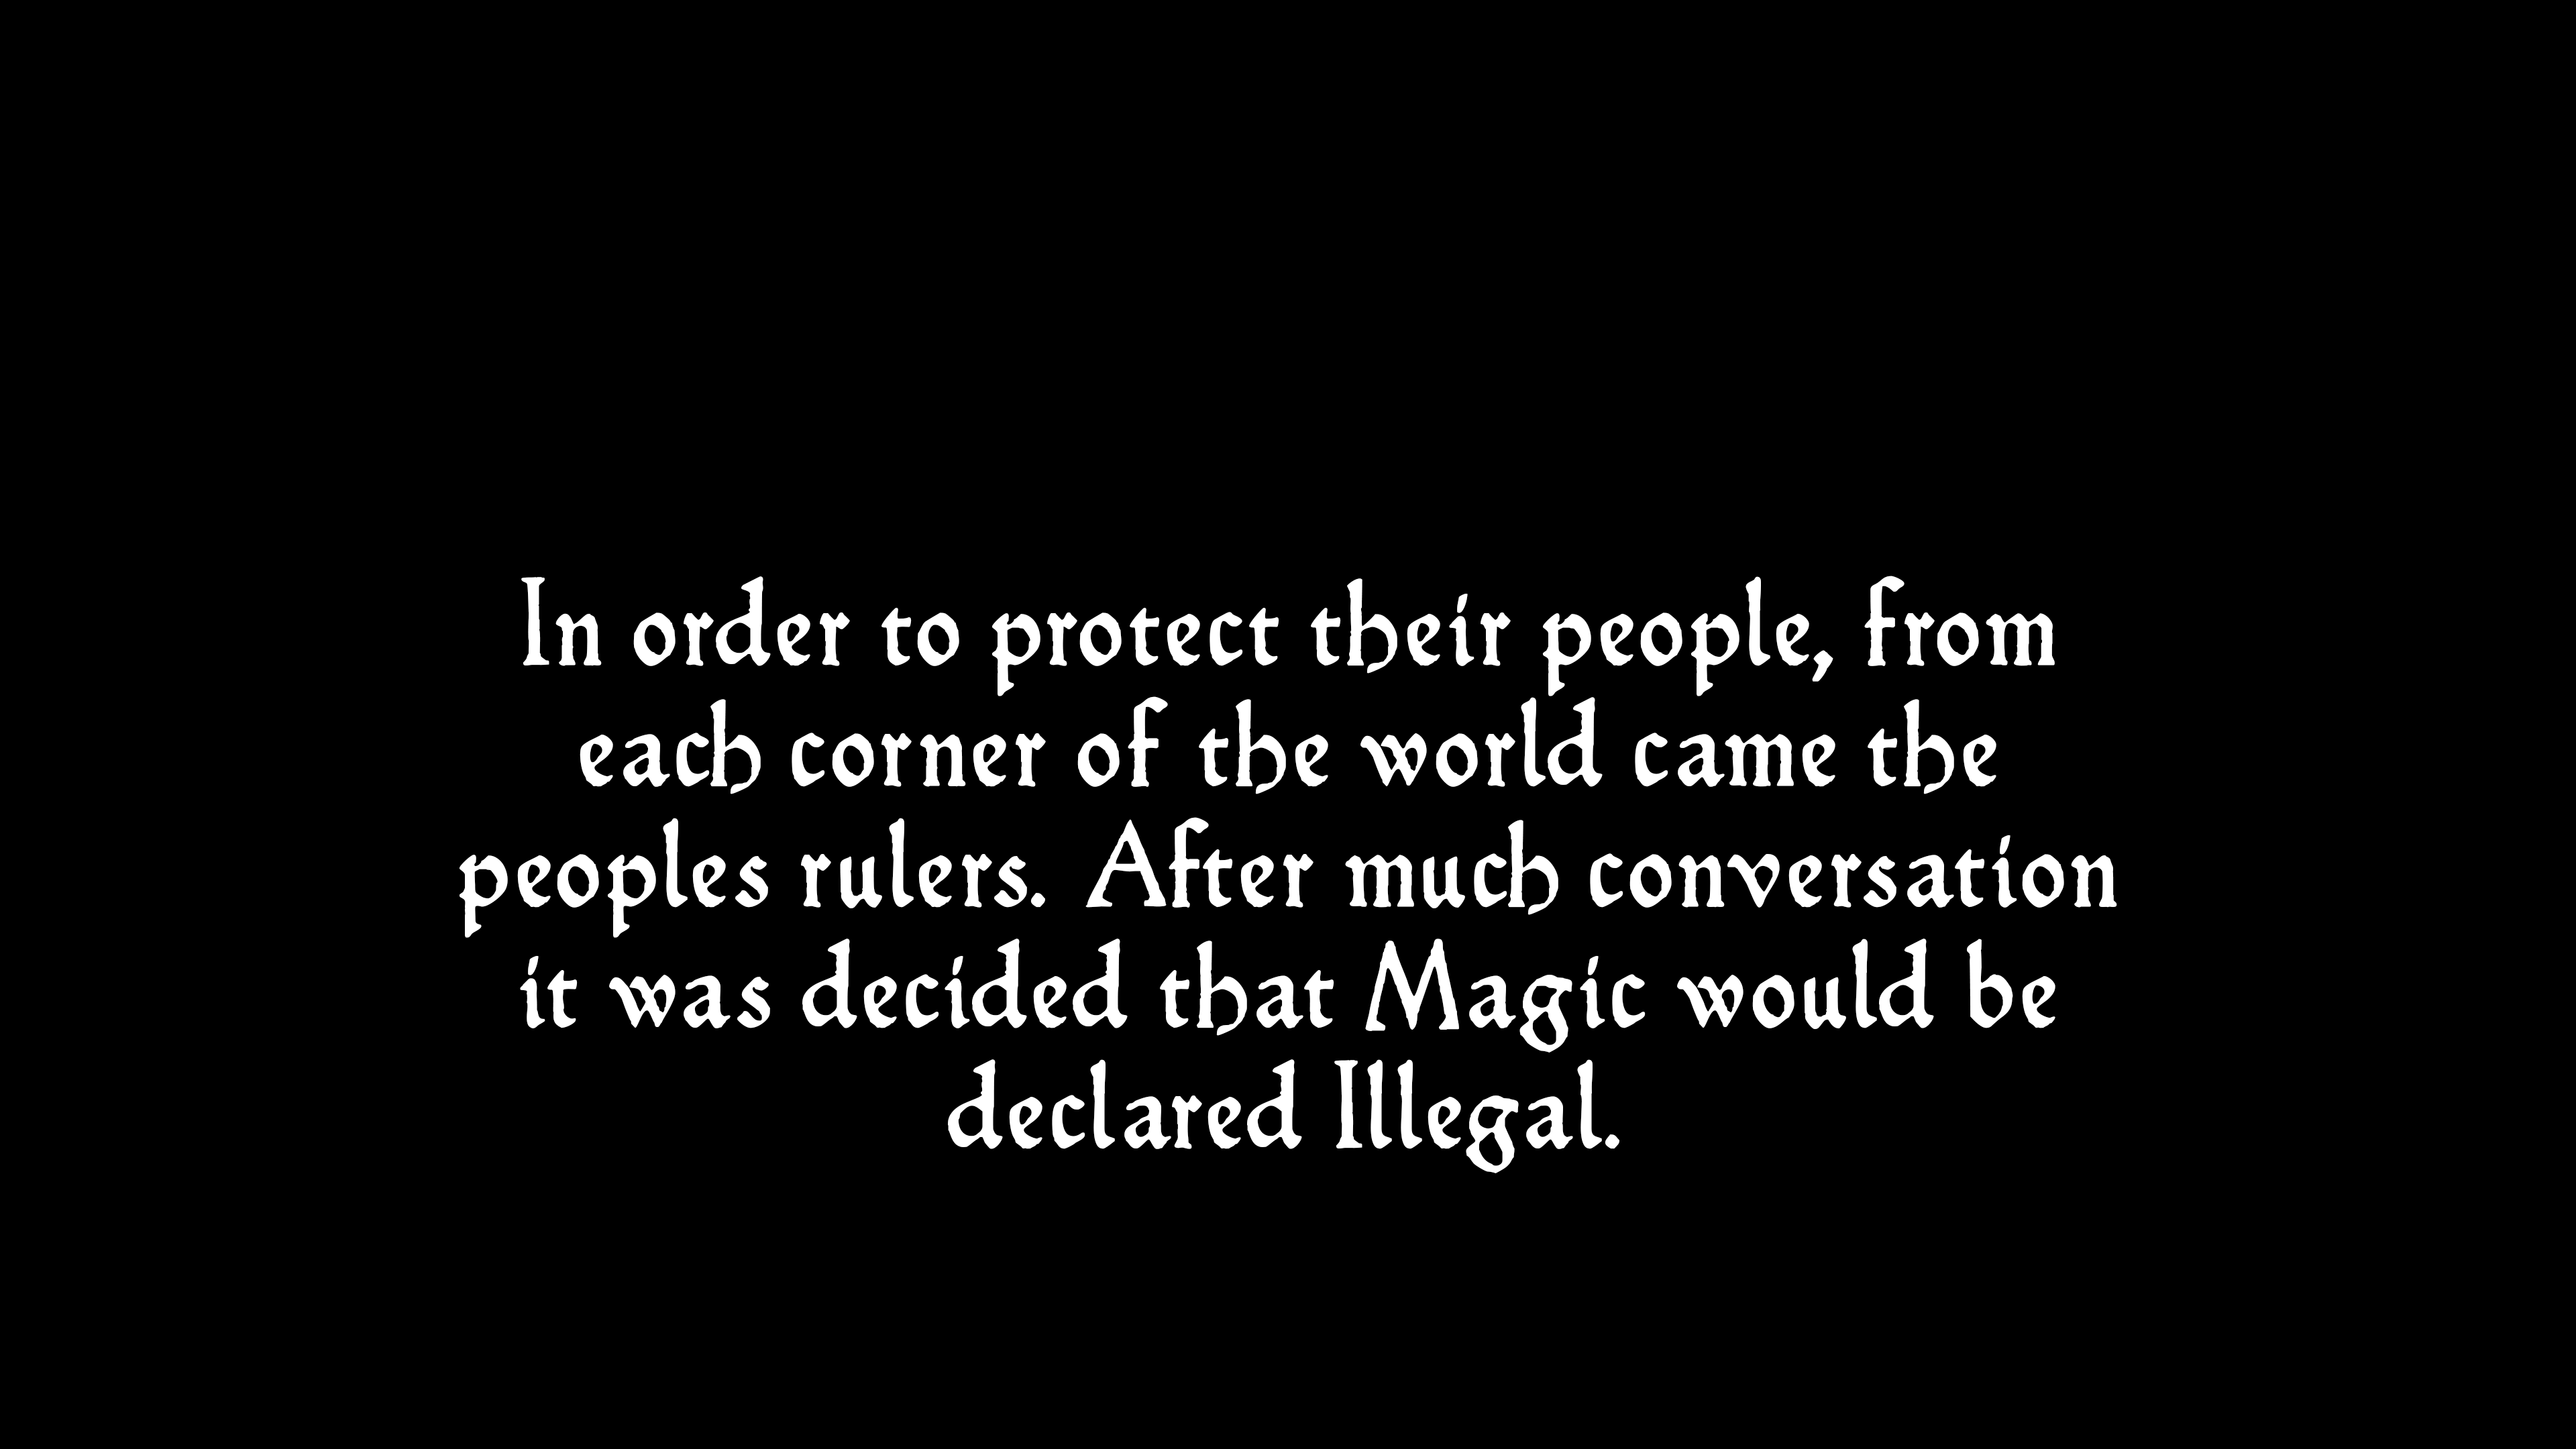 In order to protect their people, from
each corner of the world came the
peoples rulers. After much conversation
it was decided that Magic would be
declared Illegal.